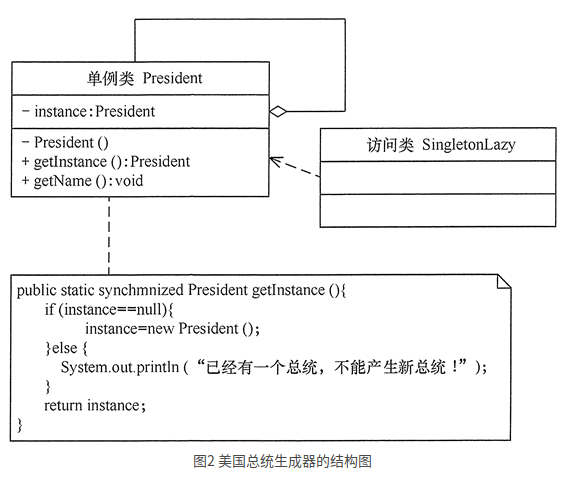 单例类 President
- instance:President
- President()
+ getInstance():President
+ getName():void
访问类 SingletonLazy
public static synchmnized President getInstance(){
if (instance==null){
instance=new President();
}else {
System.out.println(“已经有一个总统，不能产生新总统！”);
}
return instance;
}
图2 美国总统生成器的结构图